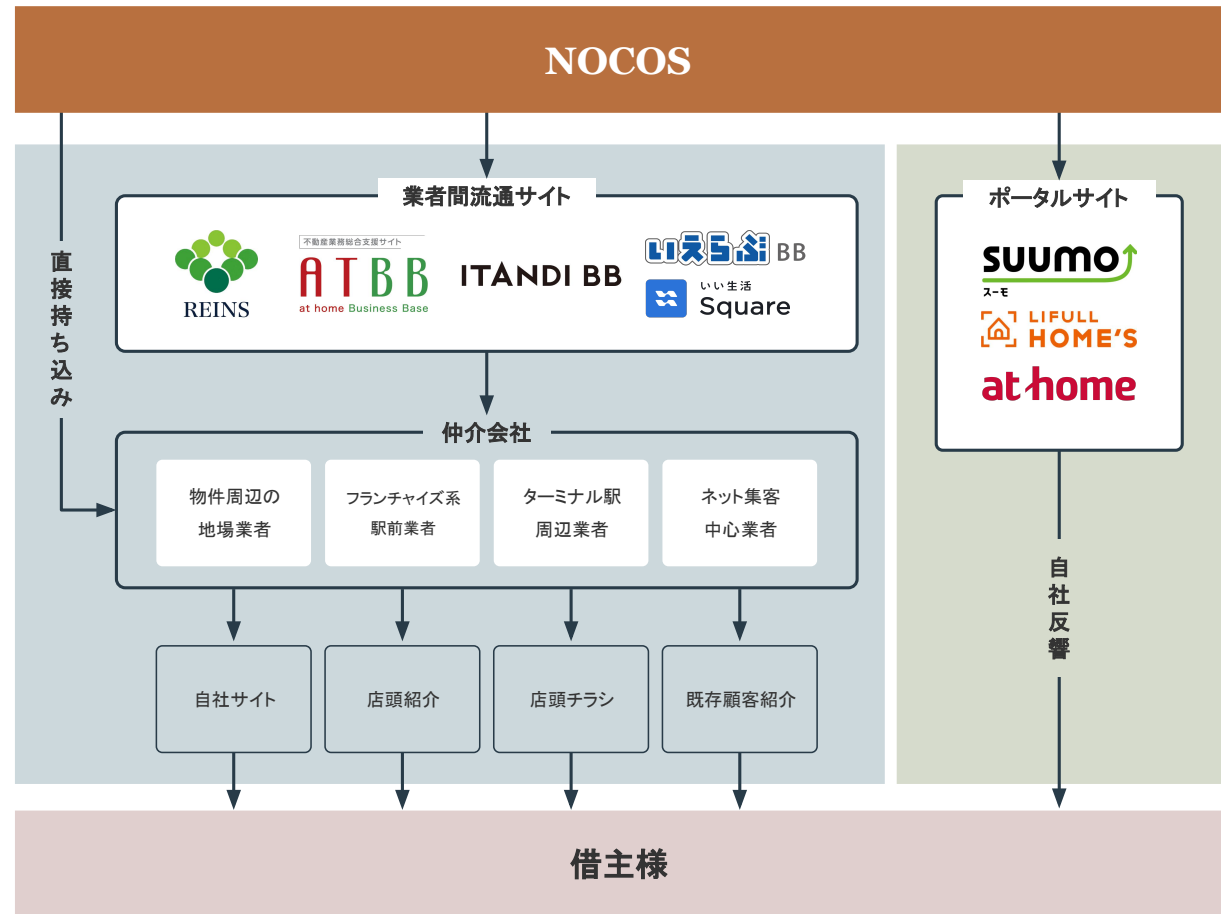 NOCOS
直接持ち込み
業者間流通サイト
REINS
不動産業務総合支援サイト
ATBB
at home Business Base
ITANDI BB
いえらぶBB
いい生活
Square
仲介会社
物件周辺の
地場業者
フランチャイズ系
駅前業者
ターミナル駅
周辺業者
ネット集客
中心業者
自社サイト
店頭紹介
店頭チラシ
既存顧客紹介
ポータルサイト
suumo
スーモ
LIFULL
HOME'S
at home
自社反響
借主様